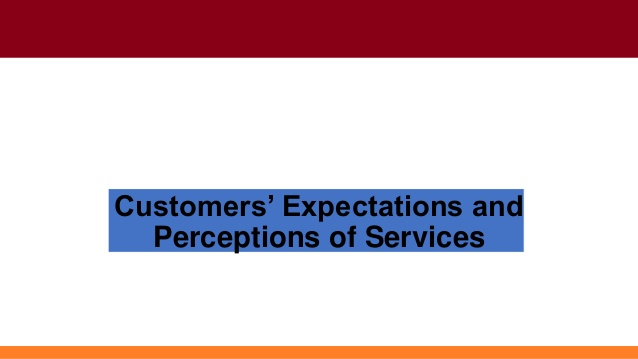 Customers’ Expectations and
Perceptions of Services